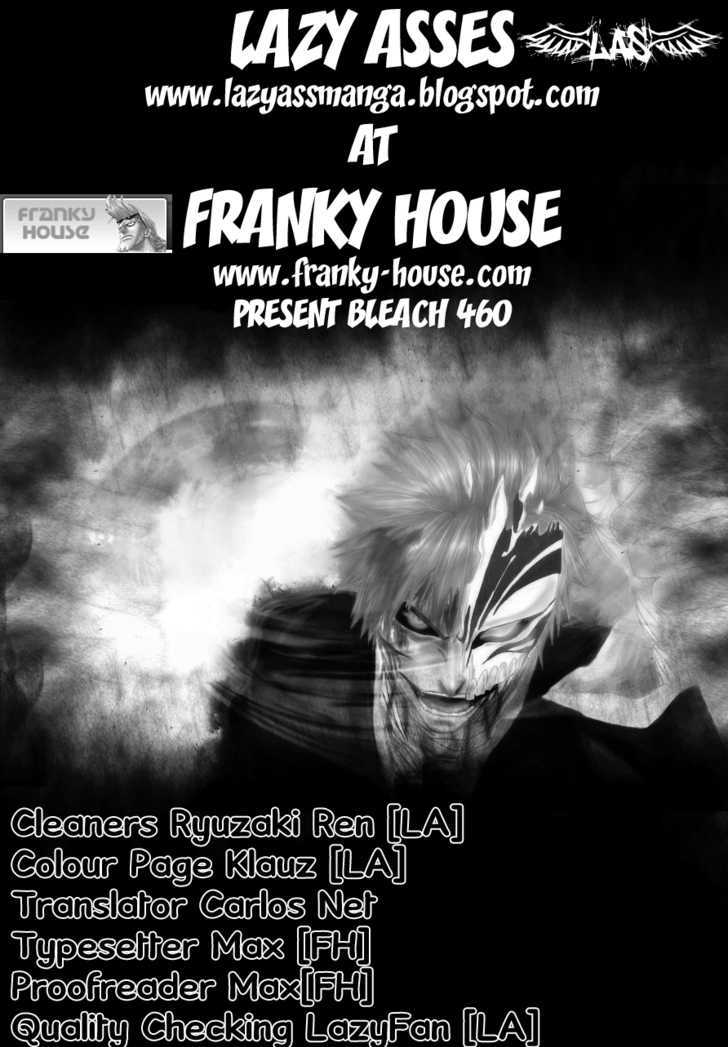 LAZY ASSES
LAS
www.lazyassmanga.blogspot.com
AT
FRANKY HOUSE
FRANKY HOUSE
www.franky-house.com
PRESENT BLEACH 460
Cleaners Ryuzaki Ren [LA]
Colour Page Klauz [LA]
Translator Carlos Net
Typesetter Max [FH]
Proofreader Max[FH]
Quality Checking LazyFan [LA]